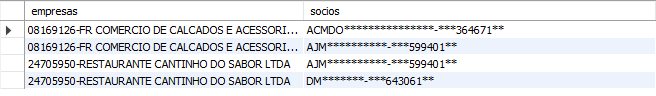 empresas socios
08169126-FR COMERCIO DE CALCADOS E ACESSORI... ACMDO***************-***364671**
08169126-FR COMERCIO DE CALCADOS E ACESSORI... AJM**********-***599401**
24705950-RESTAURANTE CANTINHO DO SABOR LTDA AJM**********-***599401**
24705950-RESTAURANTE CANTINHO DO SABOR LTDA DM*******-***643061**